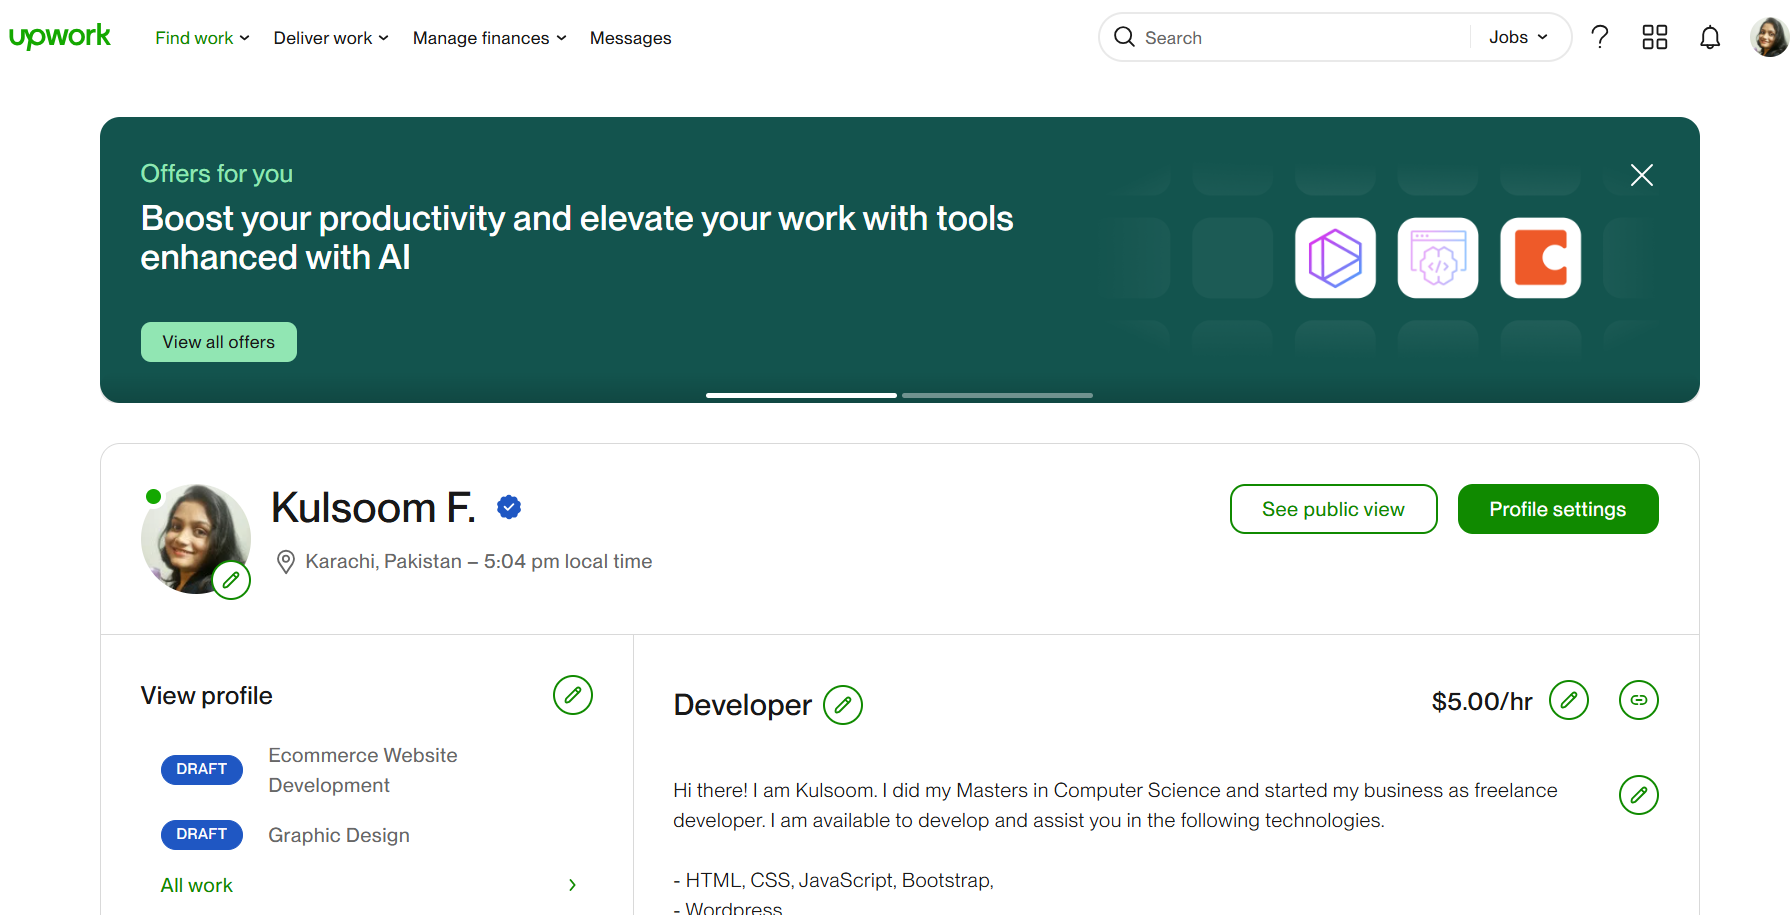 upwork
Find work
Deliver work
Manage finances
Messages
Search
Jobs
Offers for you
Boost your productivity and elevate your work with tools
enhanced with AI
View all offers
Kulsoom F.
Karachi, Pakistan – 5:04 pm local time
See public view
Profile settings
View profile
DRAFT
Ecommerce Website
Development
DRAFT
Graphic Design
All work
Developer
$5.00/hr
Hi there! I am Kulsoom. I did my Masters in Computer Science and started my business as freelance
developer. I am available to develop and assist you in the following technologies.
- HTML, CSS, JavaScript, Bootstrap,
- Wordpress